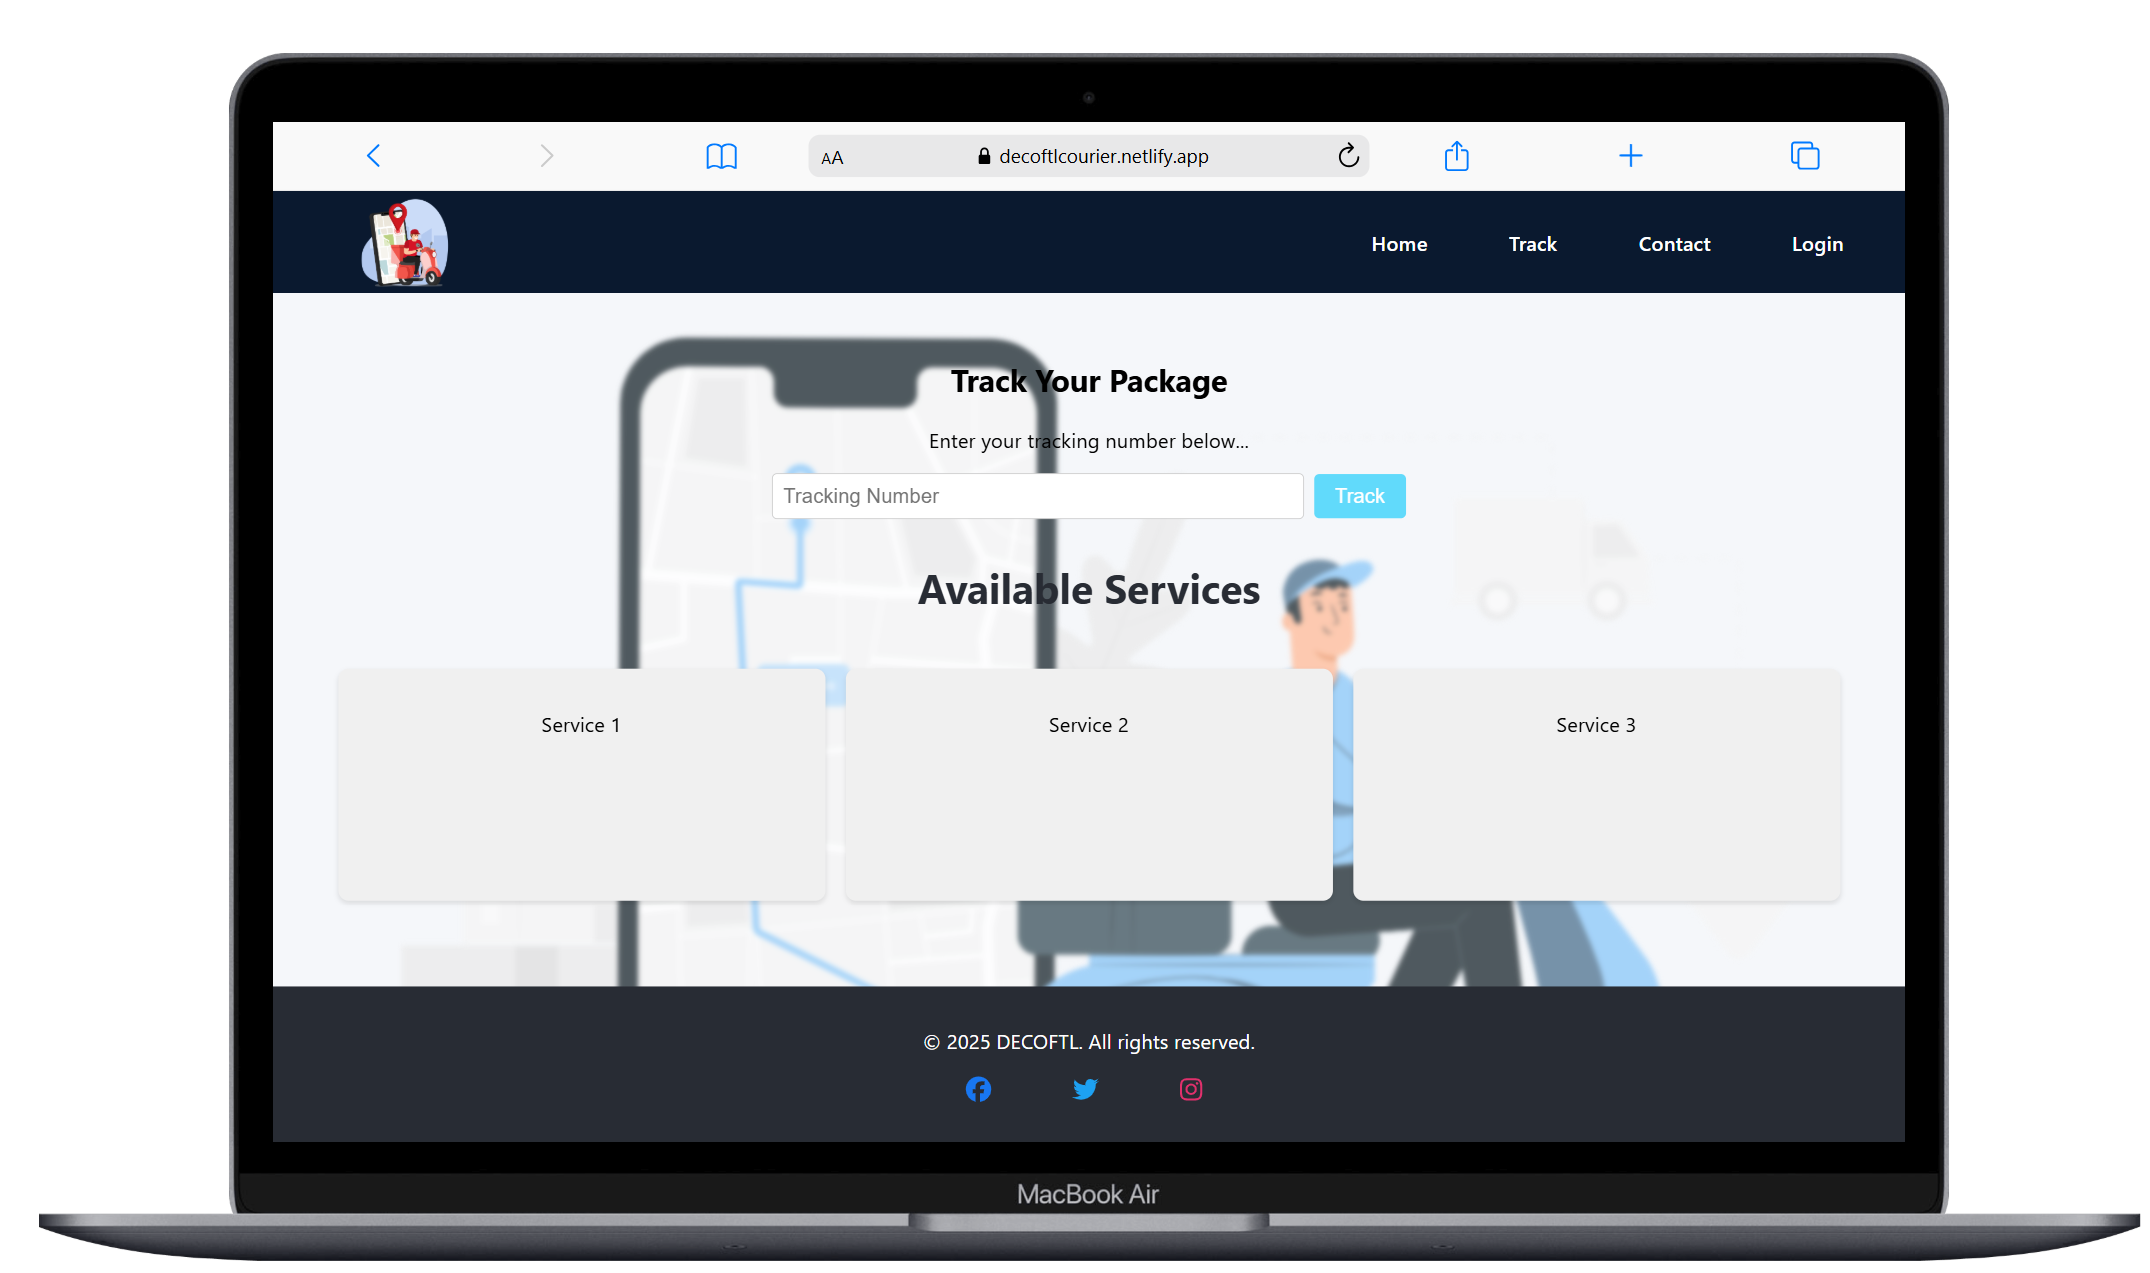 AA decoftlcourier.netlify.app
Home Track Contact Login
Track Your Package
Enter your tracking number below...
Tracking Number Track
Available Services
Service 1 Service 2 Service 3
© 2025 DECOFTL. All rights reserved.
MacBook Air